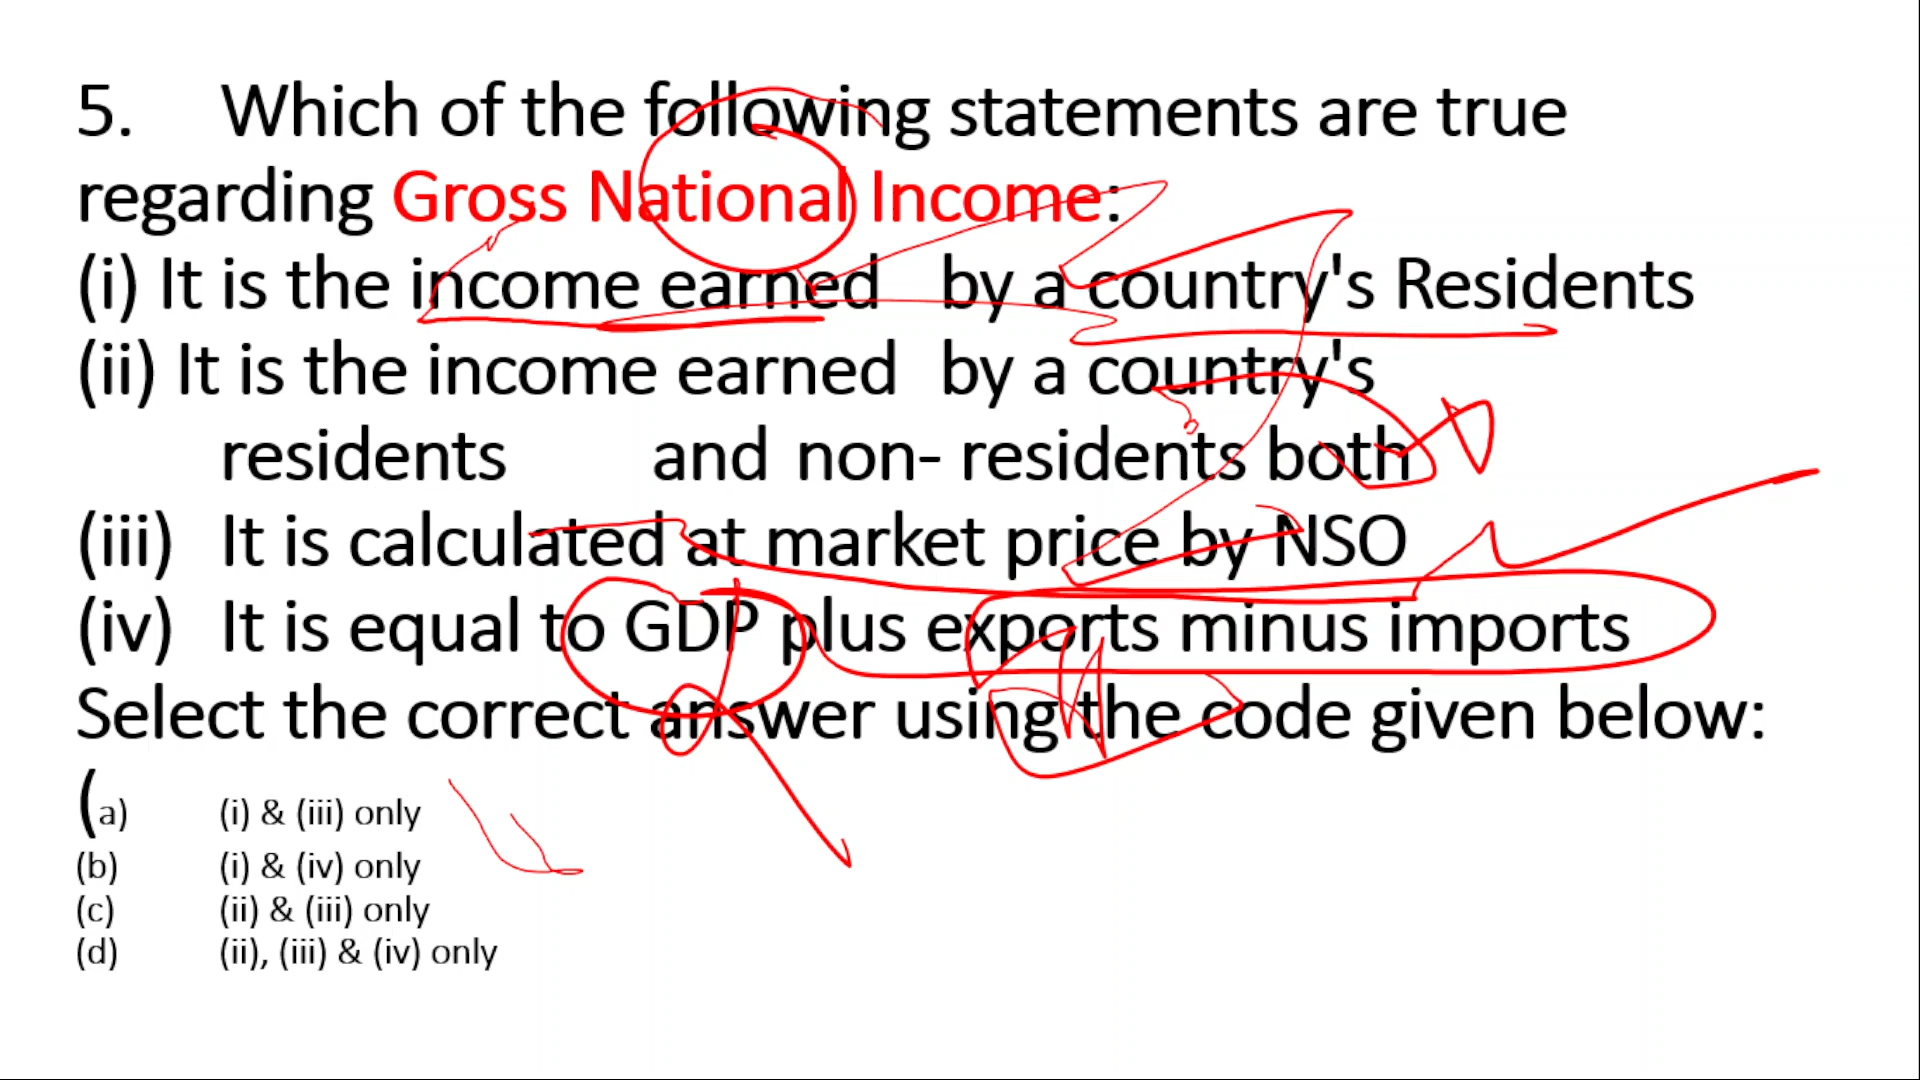 5. Which of the following statements are true
regarding Gross National Income:
(i) It is the income earned by a country's Residents
(ii) It is the income earned by a country's
residents and non- residents both
(iii) It is calculated at market price by NSO
(iv) It is equal to GDP plus exports minus imports
Select the correct answer using the code given below:
(a) (i) & (iii) only
(b) (i) & (iv) only
(c) (ii) & (iii) only
(d) (ii), (iii) & (iv) only